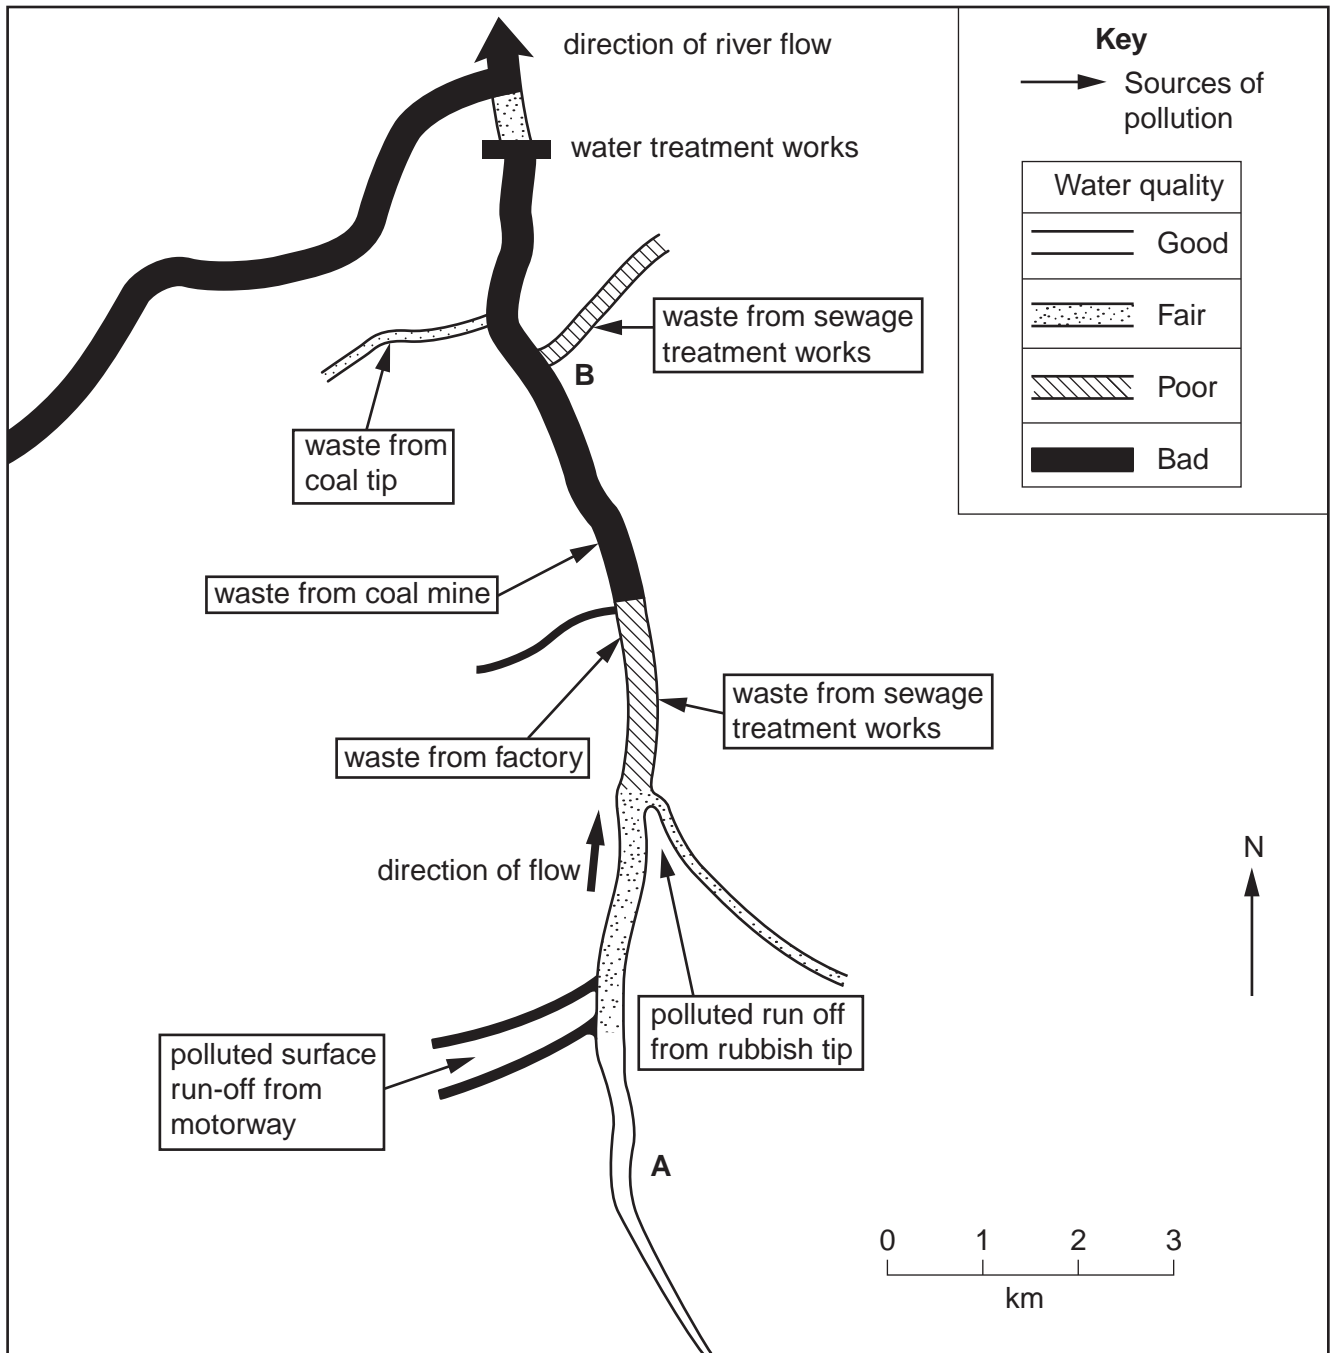 direction of river flow
Key
Sources of
pollution
water treatment works
Water quality
Good
Fair
Poor
Bad
waste from sewage
treatment works
B
waste from
coal tip
waste from coal mine
waste from sewage
treatment works
waste from factory
direction of flow
N
polluted run off
from rubbish tip
polluted surface
run-off from
motorway
A
0 1 2 3
km